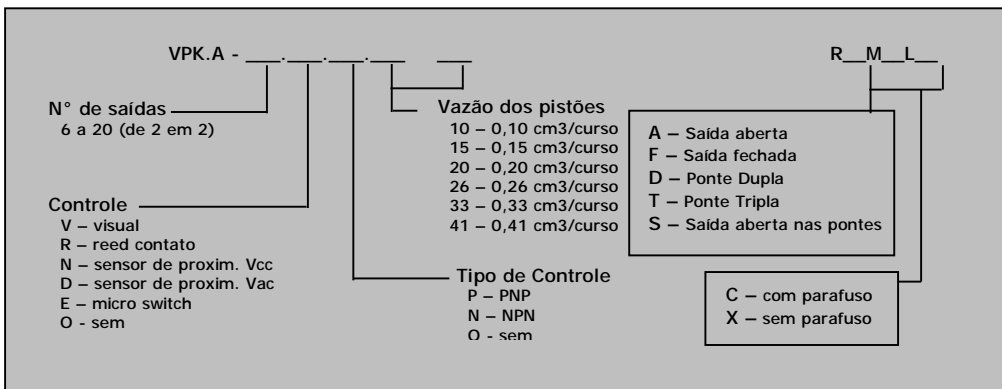 VPK.A - ___.___.___.___ ___ R__M__L__
N° de saídas
6 a 20 (de 2 em 2)
Controle
V – visual
R – reed contato
N – sensor de proxim. Vcc
D – sensor de proxim. Vac
E – micro switch
O - sem
Vazão dos pistões
10 – 0,10 cm3/curso
15 – 0,15 cm3/curso
20 – 0,20 cm3/curso
26 – 0,26 cm3/curso
33 – 0,33 cm3/curso
41 – 0,41 cm3/curso
Tipo de Controle
P – PNP
N – NPN
O - sem
A – Saída aberta
F – Saída fechada
D – Ponte Dupla
T – Ponte Tripla
S – Saída aberta nas pontes
C – com parafuso
X – sem parafuso